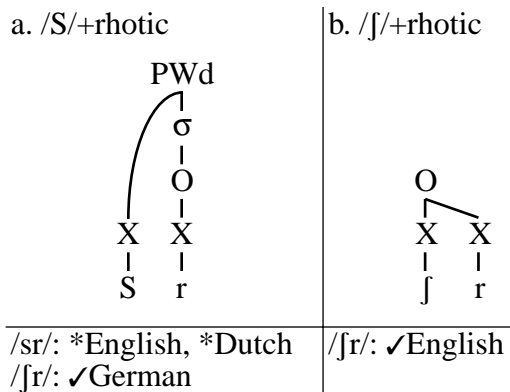 a. /S/+rhotic
PWd
σ
O
X X
S r
/sr/: *English, *Dutch
/ʃr/: ✓German
b. /ʃ/+rhotic
O
X X
ʃ r
/ʃr/: ✓English